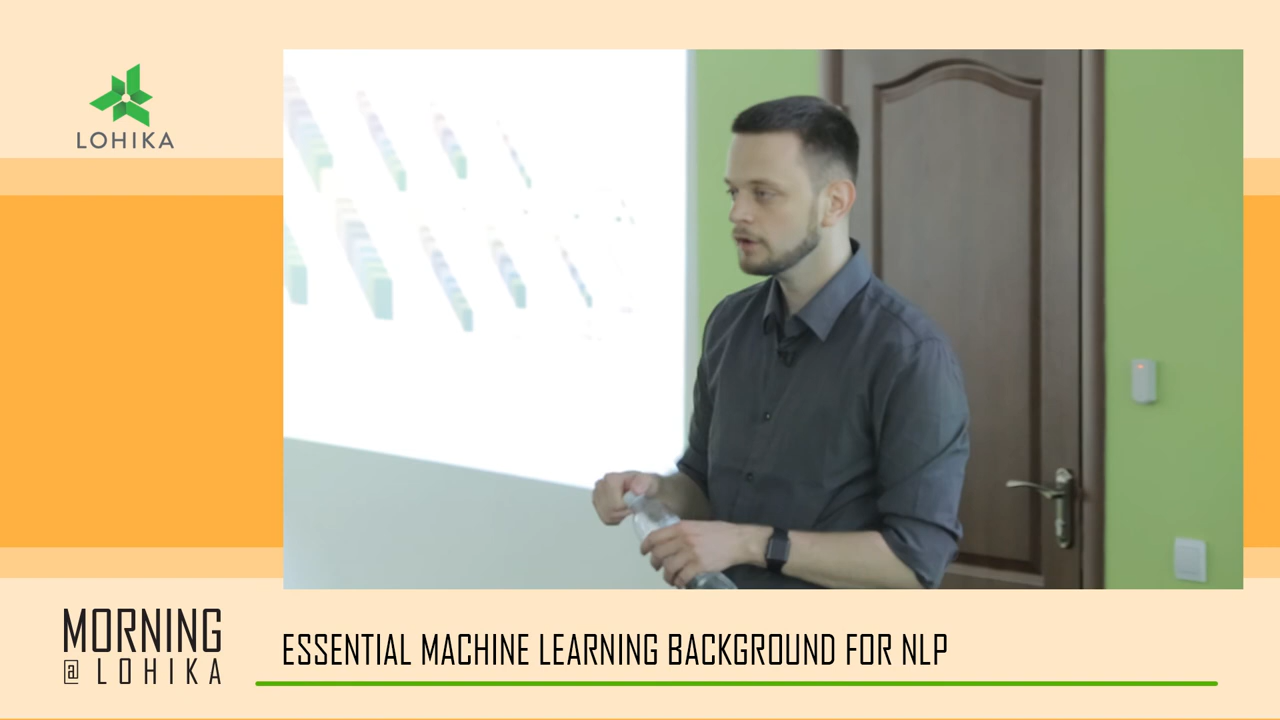 LOHIKA
MORNING
@ LOHIKA
ESSENTIAL MACHINE LEARNING BACKGROUND FOR NLP